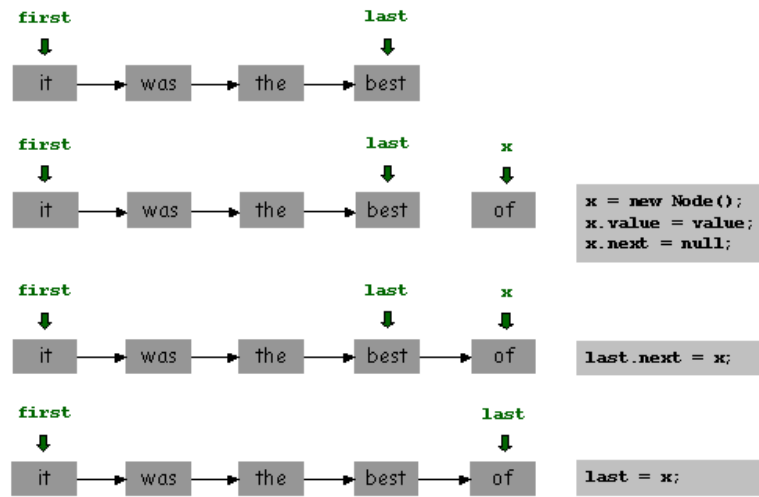 first last
it was the best
first last x
it was the best of
x = new Node();
x.value = value;
x.next = null;
first last x
it was the best of
last.next = x;
first last
it was the best of
last = x;